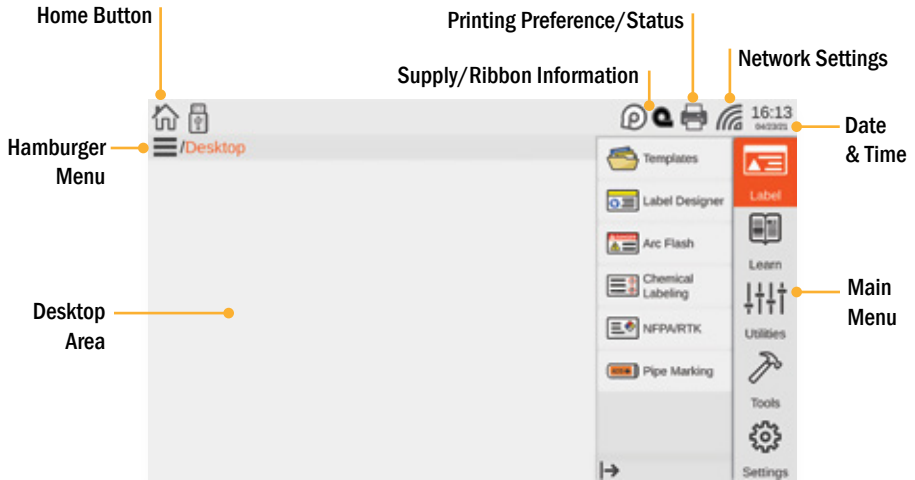 Home Button
Printing Preference/Status
Supply/Ribbon Information
Network Settings
16:13
04/23/21
Date
& Time
Hamburger
Menu
/Desktop
Templates
Label Designer
Arc Flash
Chemical
Labeling
NFPA/RTK
Pipe Marking
Label
Learn
Utilities
Tools
Settings
Main
Menu
Desktop
Area